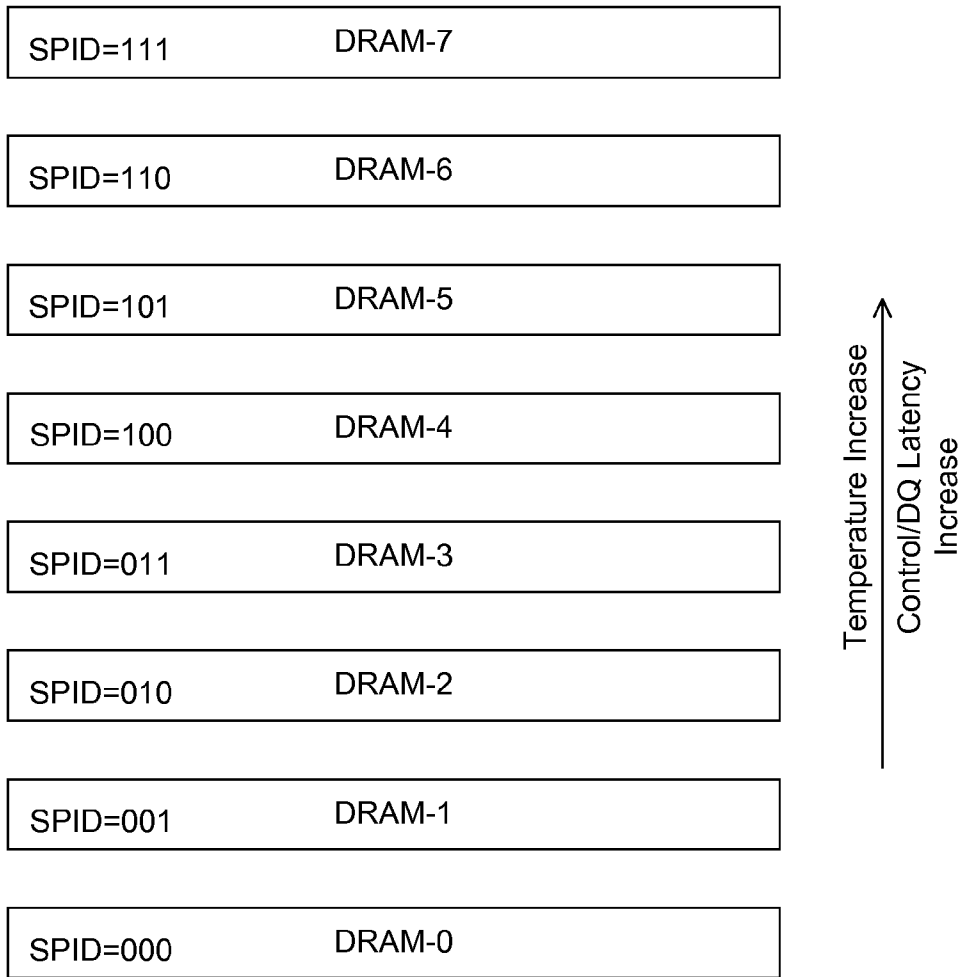 SPID=111 DRAM-7
SPID=110 DRAM-6
SPID=101 DRAM-5
SPID=100 DRAM-4
SPID=011 DRAM-3
SPID=010 DRAM-2
SPID=001 DRAM-1
SPID=000 DRAM-0
Temperature Increase
Control/DQ Latency
Increase